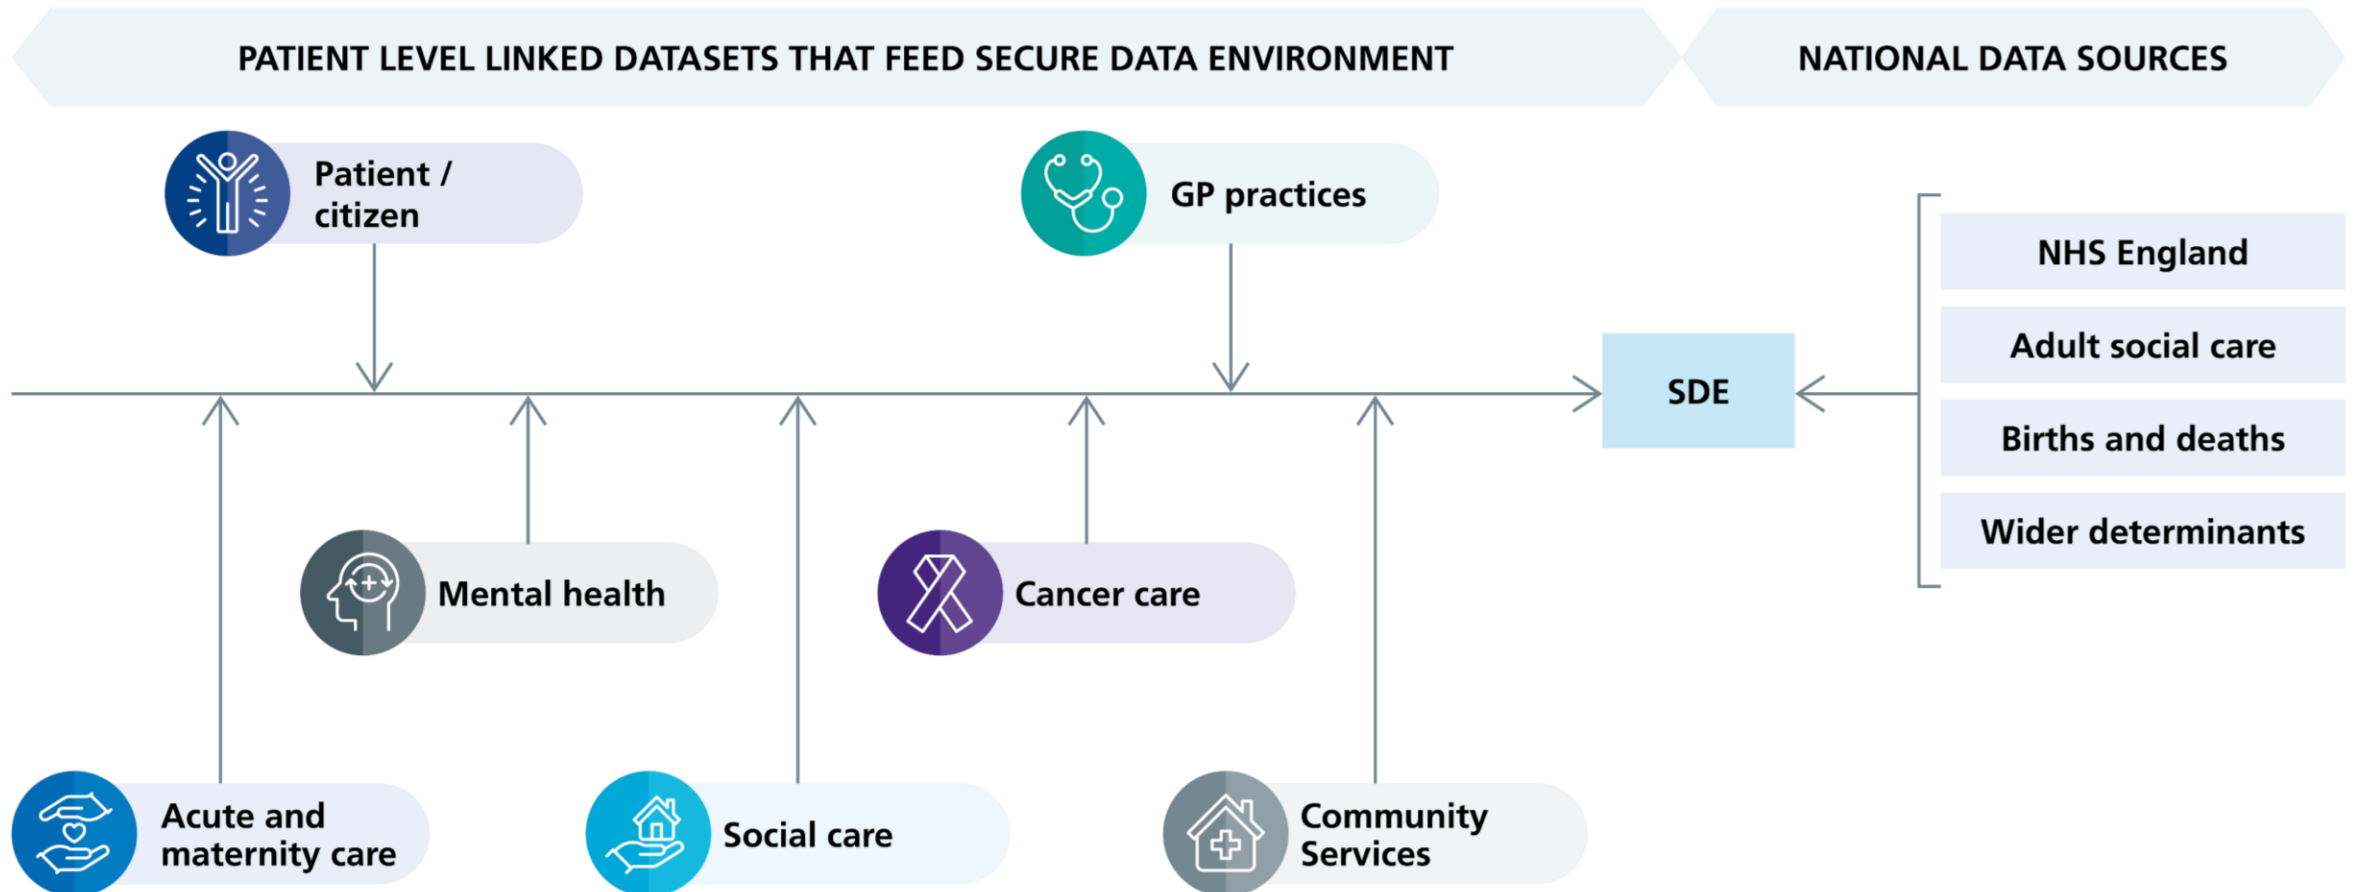 PATIENT LEVEL LINKED DATASETS THAT FEED SECURE DATA ENVIRONMENT
NATIONAL DATA SOURCES
Patient /
citizen
GP practices
NHS England
Adult social care
SDE
Births and deaths
Wider determinants
Mental health
Cancer care
Acute and
maternity care
Social care
Community
Services